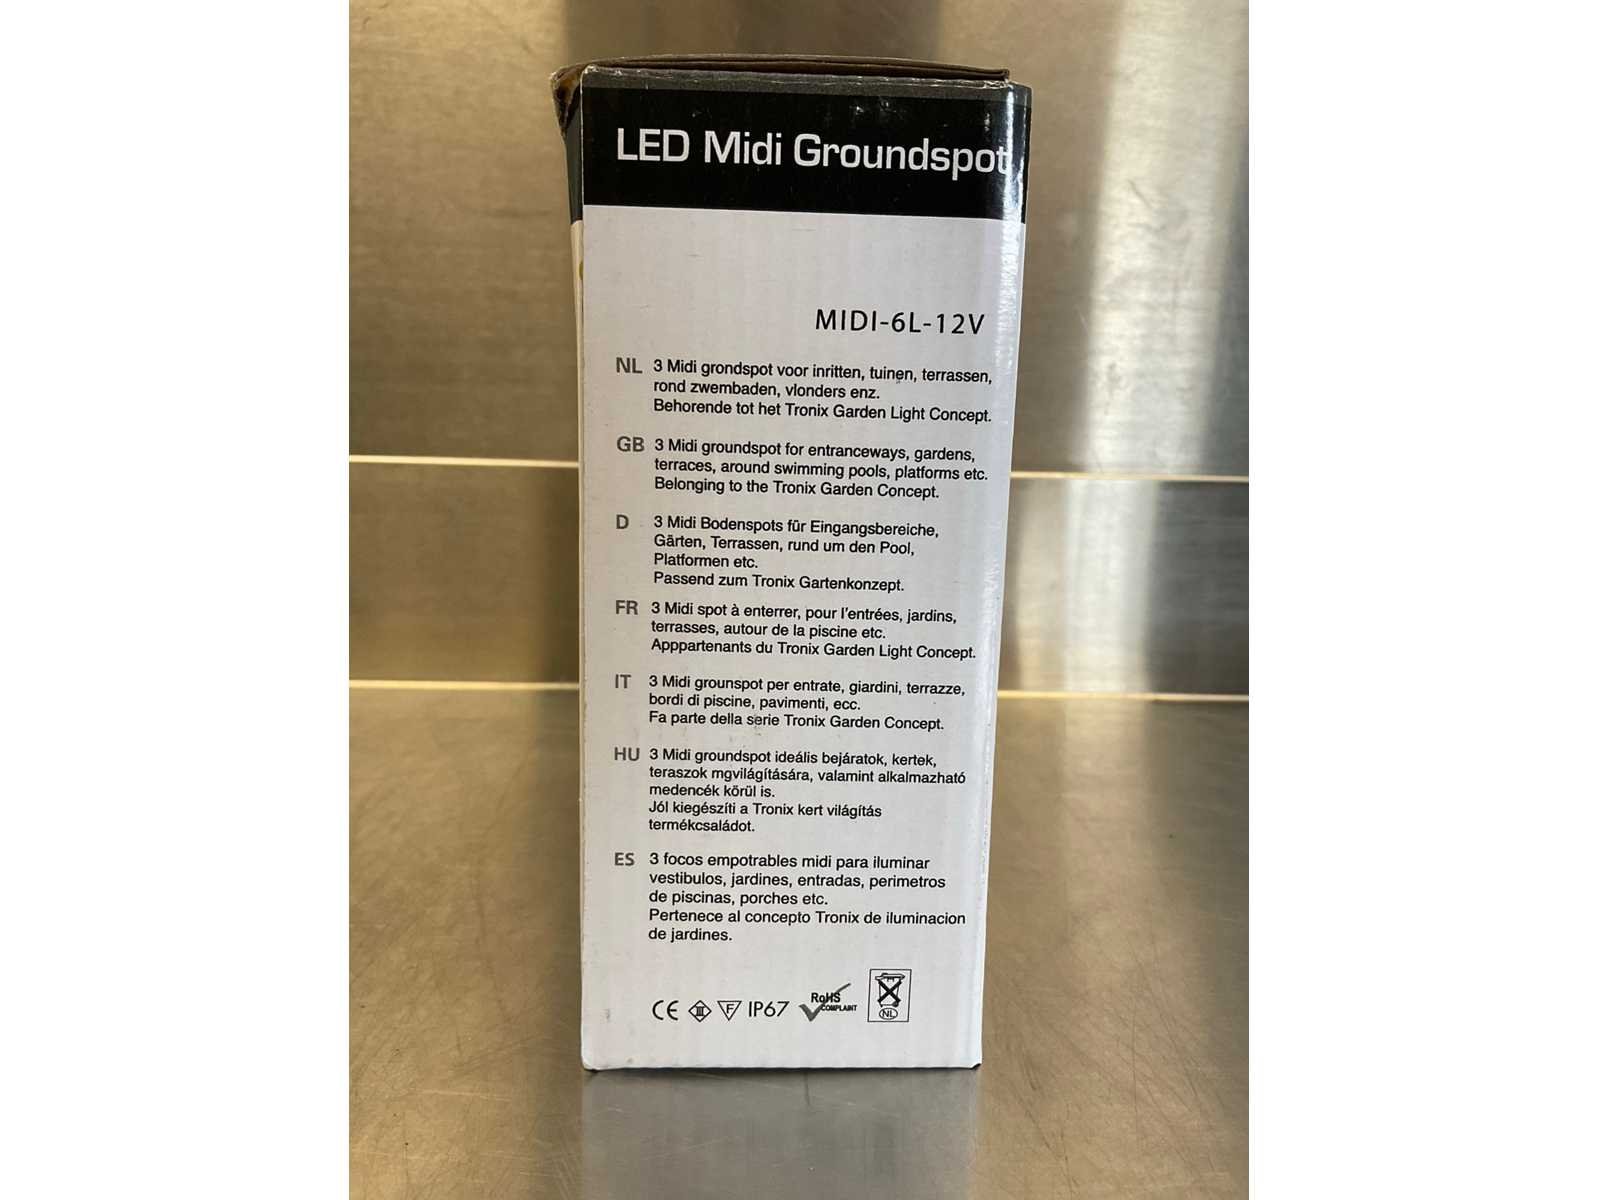 LED Midi Groundspot
MIDI-6L-12V
NL 3 Midi grondspot voor inritten, tuinen, terrassen,
rond zwembaden, vlonders enz.
Behorende tot het Tronix Garden Light Concept.
GB 3 Midi groundspot for entranceways, gardens,
terraces, around swimming pools, platforms etc.
Belonging to the Tronix Garden Concept.
D 3 Midi Bodenspots für Eingangsbereiche,
Gärten, Terrassen, rund um den Pool,
Platformen etc.
Passend zum Tronix Gartenkonzept.
FR 3 Midi spot à enterrer, pour l'entrées, jardins,
terrasses, autour de la piscine etc.
Apppartenants du Tronix Garden Light Concept.
IT 3 Midi grounspot per entrate, giardini, terrazze,
bordi di piscine, pavimenti, ecc.
Fa parte della serie Tronix Garden Concept.
HU 3 Midi groundspot ideális bejáratok, kertek,
teraszok mgvilágítására, valamint alkalmazható
medencék körül is.
Jól kiegészíti a Tronix kert világítás
termékcsaládot.
ES 3 focos empotrables midi para iluminar
vestibulos, jardines, entradas, perimetros
de piscinas, porches etc.
Pertenece al concepto Tronix de iluminacion
de jardines.
CE III F IP67 RoHS COMPLAINT NL